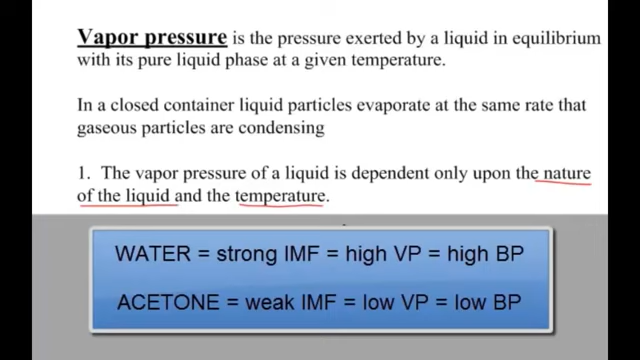 Vapor pressure is the pressure exerted by a liquid in equilibrium
with its pure liquid phase at a given temperature.
In a closed container liquid particles evaporate at the same rate that
gaseous particles are condensing
1. The vapor pressure of a liquid is dependent only upon the nature
of the liquid and the temperature.
WATER = strong IMF = high VP = high BP
ACETONE = weak IMF = low VP = low BP